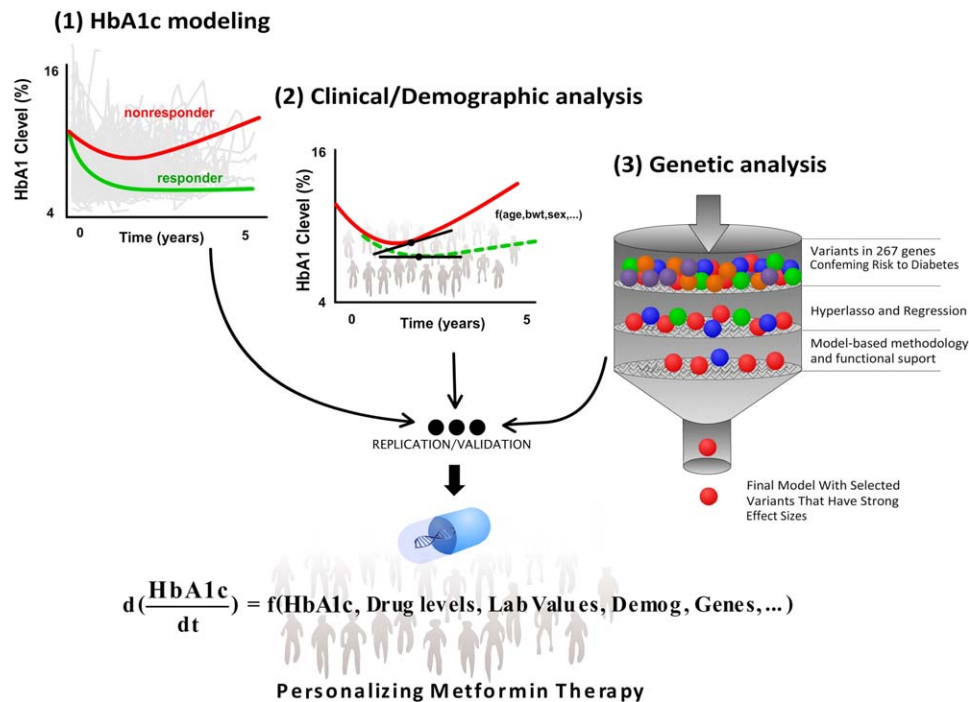 (1) HbA1c modeling
HbA1 Clevel (%)
16
nonresponder
responder
4
0
5
Time (years)
(2) Clinical/Demographic analysis
HbA1 Clevel (%)
16
f(age,bwt,sex,...)
4
0
5
Time (years)
(3) Genetic analysis
Variants in 267 genes
Confeming Risk to Diabetes
Hyperlasso and Regression
Model-based methodology
and functional suport
Final Model With Selected
Variants That Have Strong
Effect Sizes
REPLICATION/VALIDATION
d(HbA1c/dt) = f(HbA1c, Drug levels, Lab Values, Demog, Genes, ...)
Personalizing Metformin Therapy